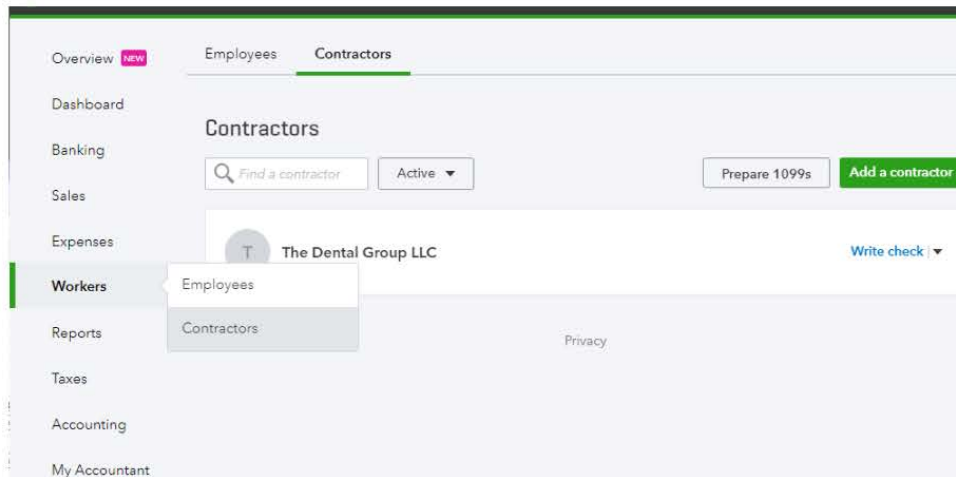 Overview NEW
Dashboard
Banking
Sales
Expenses
Workers
Reports
Taxes
Accounting
My Accountant
Employees Contractors
Contractors
Find a contractor Active Prepare 1099s Add a contractor
T The Dental Group LLC Write check
Employees
Contractors
Privacy